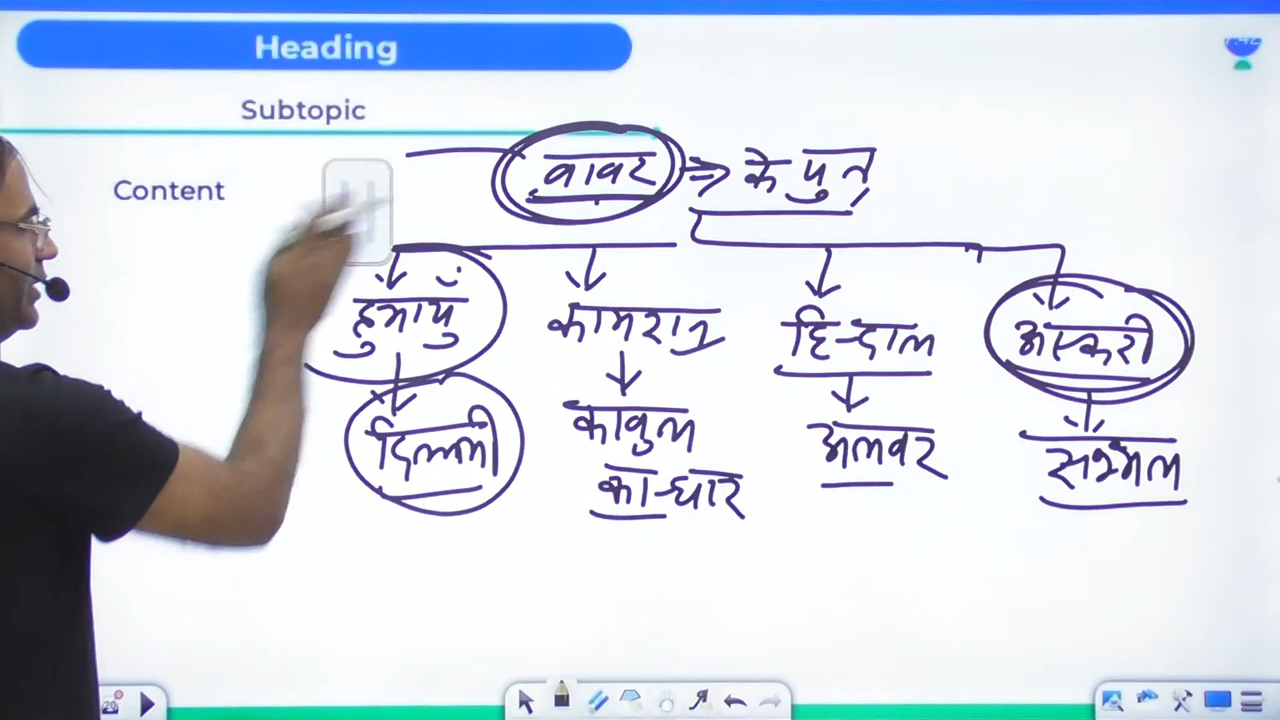 Heading
Subtopic
Content
बाबर ⇒ के पुत्र
हुमायुँ कामरान हिन्दाल अस्करी
दिल्ली काबुल अलवर सम्भल
कान्धार